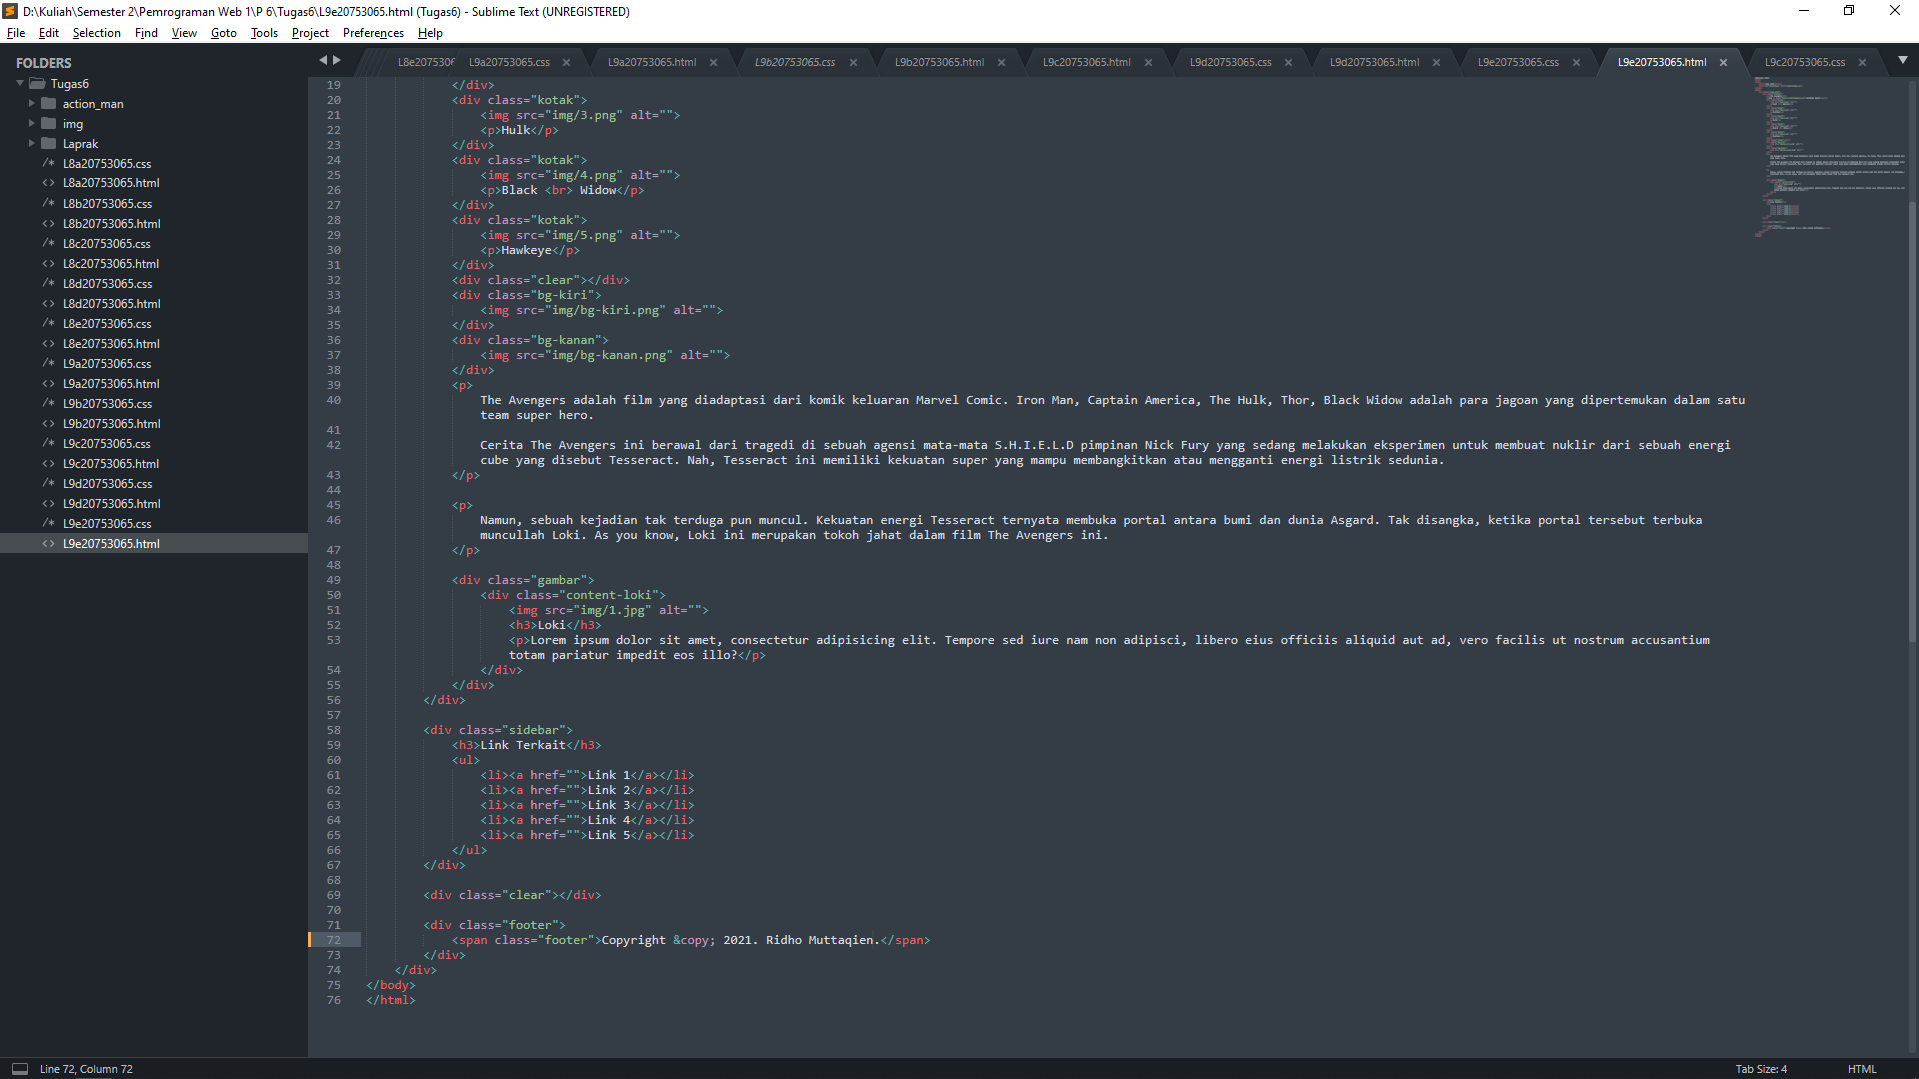 D:\Kuliah\Semester 2\Pemrograman Web 1\P 6\Tugas6\L9e20753065.html (Tugas6) - Sublime Text (UNREGISTERED)
File Edit Selection Find View Goto Tools Project Preferences Help
FOLDERS
Tugas6
action_man
img
Laprak
/* L8a20753065.css
<> L8a20753065.html
/* L8b20753065.css
<> L8b20753065.html
/* L8c20753065.css
<> L8c20753065.html
/* L8d20753065.css
<> L8d20753065.html
/* L8e20753065.css
<> L8e20753065.html
/* L9a20753065.css
<> L9a20753065.html
/* L9b20753065.css
<> L9b20753065.html
/* L9c20753065.css
<> L9c20753065.html
/* L9d20753065.css
<> L9d20753065.html
/* L9e20753065.css
<> L9e20753065.html
L8e2075306 L9a20753065.css L9a20753065.html L9b20753065.css L9b20753065.html L9c20753065.html L9d20753065.css L9d20753065.html L9e20753065.css L9e20753065.html L9c20753065.css
19 </div>
20 <div class="kotak">
21 <img src="img/3.png" alt="">
22 <p>Hulk</p>
23 </div>
24 <div class="kotak">
25 <img src="img/4.png" alt="">
26 <p>Black <br> Widow</p>
27 </div>
28 <div class="kotak">
29 <img src="img/5.png" alt="">
30 <p>Hawkeye</p>
31 </div>
32 <div class="clear"></div>
33 <div class="bg-kiri">
34 <img src="img/bg-kiri.png" alt="">
35 </div>
36 <div class="bg-kanan">
37 <img src="img/bg-kanan.png" alt="">
38 </div>
39 <p>
40 The Avengers adalah film yang diadaptasi dari komik keluaran Marvel Comic. Iron Man, Captain America, The Hulk, Thor, Black Widow adalah para jagoan yang dipertemukan dalam satu
team super hero.
41
42 Cerita The Avengers ini berawal dari tragedi di sebuah agensi mata-mata S.H.I.E.L.D pimpinan Nick Fury yang sedang melakukan eksperimen untuk membuat nuklir dari sebuah energi
cube yang disebut Tesseract. Nah, Tesseract ini memiliki kekuatan super yang mampu membangkitkan atau mengganti energi listrik sedunia.
43 </p>
44
45 <p>
46 Namun, sebuah kejadian tak terduga pun muncul. Kekuatan energi Tesseract ternyata membuka portal antara bumi dan dunia Asgard. Tak disangka, ketika portal tersebut terbuka
muncullah Loki. As you know, Loki ini merupakan tokoh jahat dalam film The Avengers ini.
47 </p>
48
49 <div class="gambar">
50 <div class="content-loki">
51 <img src="img/1.jpg" alt="">
52 <h3>Loki</h3>
53 <p>Lorem ipsum dolor sit amet, consectetur adipisicing elit. Tempore sed iure nam non adipisci, libero eius officiis aliquid aut ad, vero facilis ut nostrum accusantium
totam pariatur impedit eos illo?</p>
54 </div>
55 </div>
56 </div>
57
58 <div class="sidebar">
59 <h3>Link Terkait</h3>
60 <ul>
61 <li><a href="">Link 1</a></li>
62 <li><a href="">Link 2</a></li>
63 <li><a href="">Link 3</a></li>
64 <li><a href="">Link 4</a></li>
65 <li><a href="">Link 5</a></li>
66 </ul>
67 </div>
68
69 <div class="clear"></div>
70
71 <div class="footer">
72 <span class="footer">Copyright &copy; 2021. Ridho Muttaqien.</span>
73 </div>
74 </div>
75 </body>
76 </html>
Line 72, Column 72 Tab Size: 4 HTML